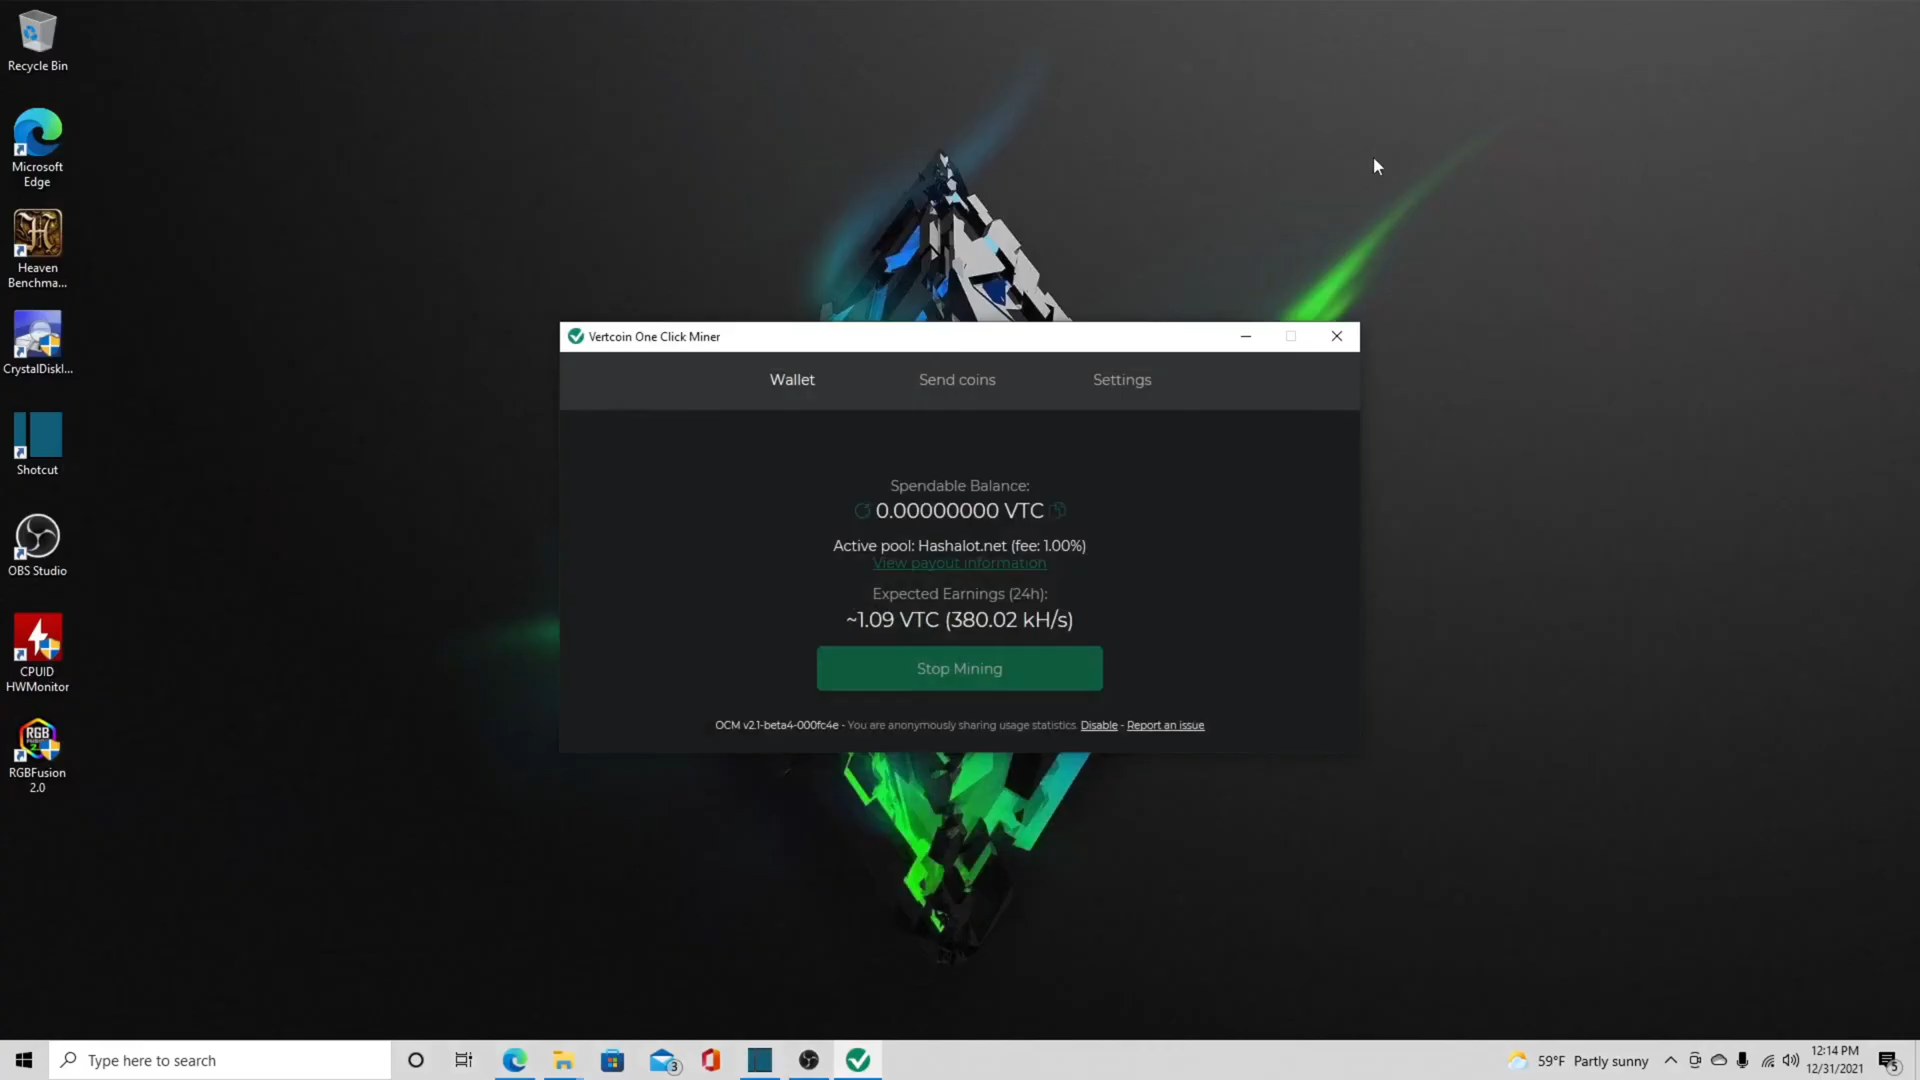 Recycle Bin
Microsoft
Edge
Heaven
Benchma...
CrystalDiskI...
Shotcut
OBS Studio
CPUID
HWMonitor
RGB
RGBFusion
2.0
Vertcoin One Click Miner
Wallet
Send coins
Settings
Spendable Balance:
0.00000000 VTC
Active pool: Hashalot.net (fee: 1.00%)
View payout information
Expected Earnings (24h):
~1.09 VTC (380.02 kH/s)
Stop Mining
OCM v2.1-beta4-000fc4e - You are anonymously sharing usage statistics. Disable - Report an issue
Type here to search
3
59°F Partly sunny
12:14 PM
12/31/2021
5